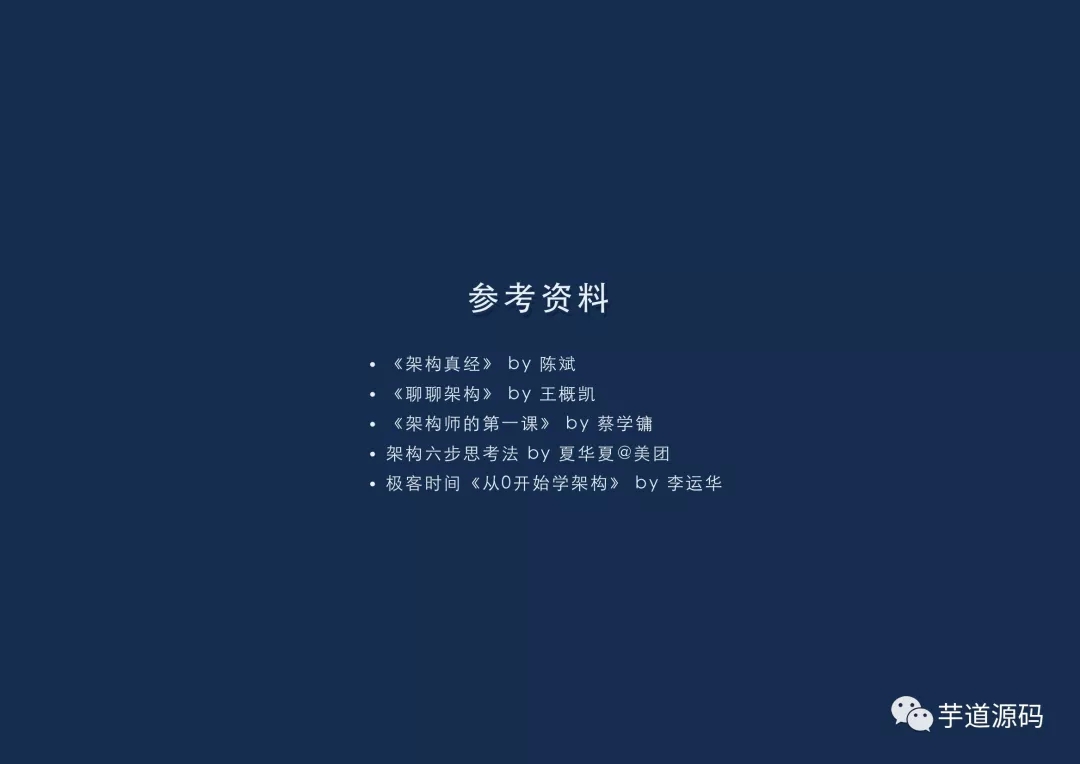 参考资料
• 《架构真经》 by 陈斌
• 《聊聊架构》 by 王概凯
• 《架构师的第一课》 by 蔡学镛
• 架构六步思考法 by 夏华夏@美团
• 极客时间《从0开始学架构》 by 李运华
芋道源码